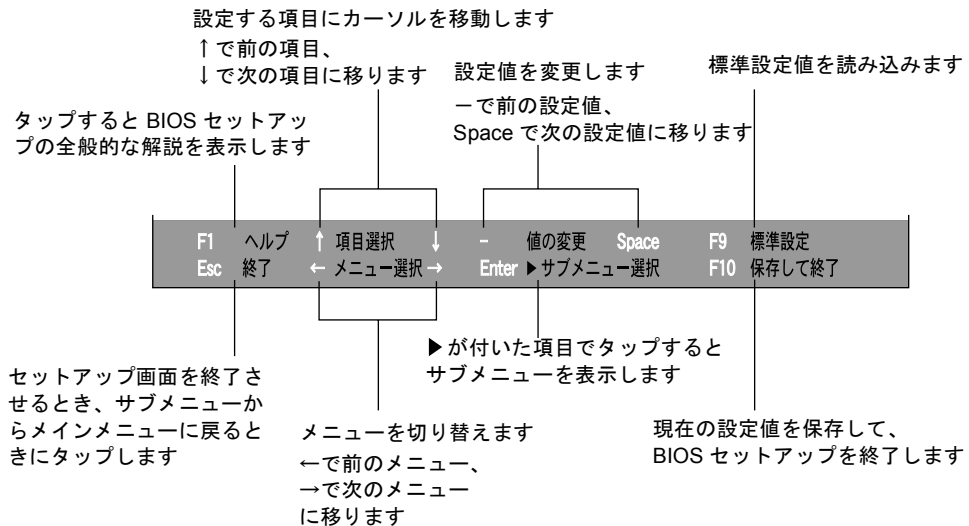 設定する項目にカーソルを移動します
↑で前の項目、
↓で次の項目に移ります
設定値を変更します
－で前の設定値、
Space で次の設定値に移ります
標準設定値を読み込みます
タップすると BIOS セットアッ
プの全般的な解説を表示します
F1 ヘルプ ↑ 項目選択 ↓ - 値の変更 Space F9 標準設定
Esc 終了 ← メニュー選択 → Enter ▶サブメニュー選択 F10 保存して終了
▶が付いた項目でタップすると
サブメニューを表示します
セットアップ画面を終了さ
せるとき、サブメニューか
らメインメニューに戻ると
きにタップします
メニューを切り替えます
←で前のメニュー、
→で次のメニュー
に移ります
現在の設定値を保存して、
BIOS セットアップを終了します